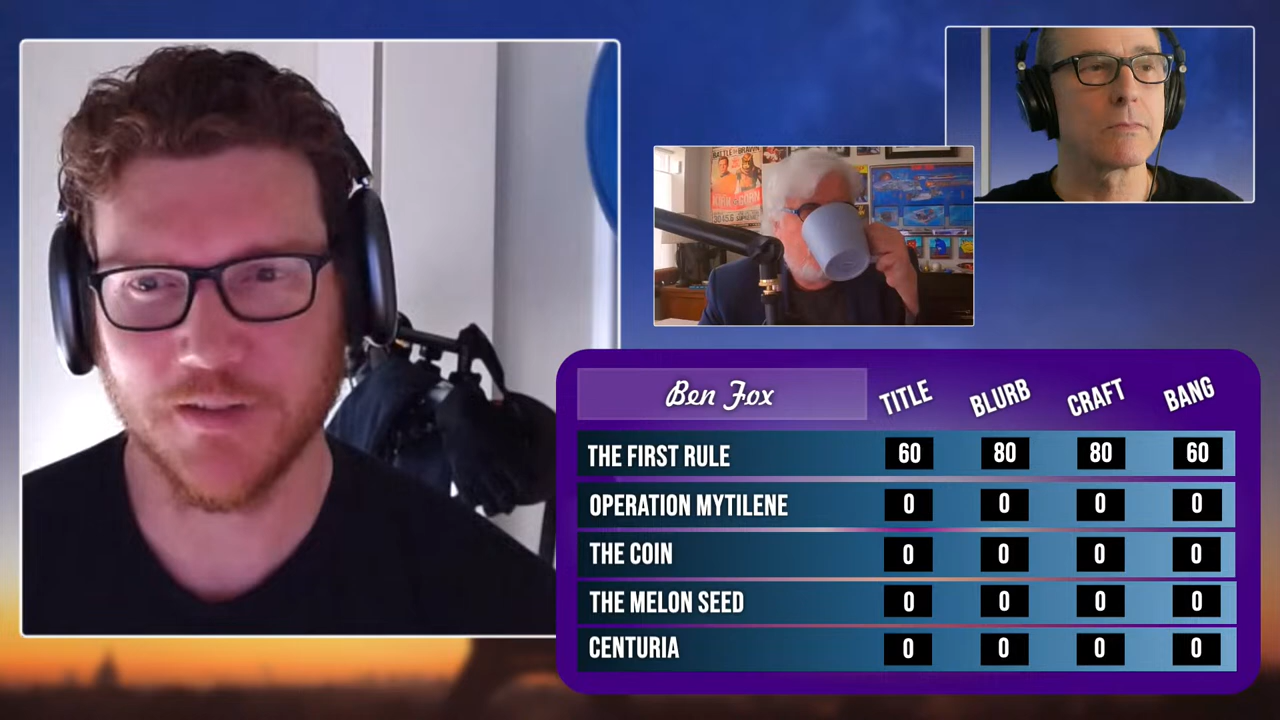 Ben Fox TITLE BLURB CRAFT BANG
THE FIRST RULE 60 80 80 60
OPERATION MYTILENE 0 0 0 0
THE COIN 0 0 0 0
THE MELON SEED 0 0 0 0
CENTURIA 0 0 0 0